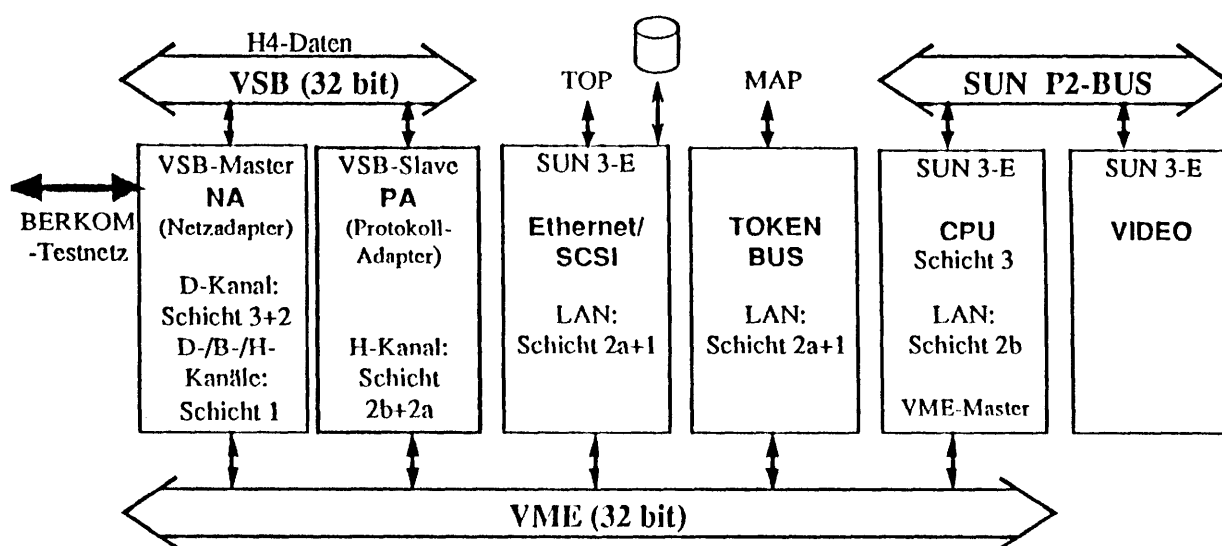 H4-Daten
VSB (32 bit)
TOP
MAP
SUN P2-BUS
BERKOM
-Testnetz
VSB-Master
NA
(Netzadapter)
D-Kanal:
Schicht 3+2
D-/B-/H-
Kanäle:
Schicht 1
VSB-Slave
PA
(Protokoll-
Adapter)
H-Kanal:
Schicht
2b+2a
SUN 3-E
Ethernet/
SCSI
LAN:
Schicht 2a+1
TOKEN
BUS
LAN:
Schicht 2a+1
SUN 3-E
CPU
Schicht 3
LAN:
Schicht 2b
VME-Master
SUN 3-E
VIDEO
VME (32 bit)